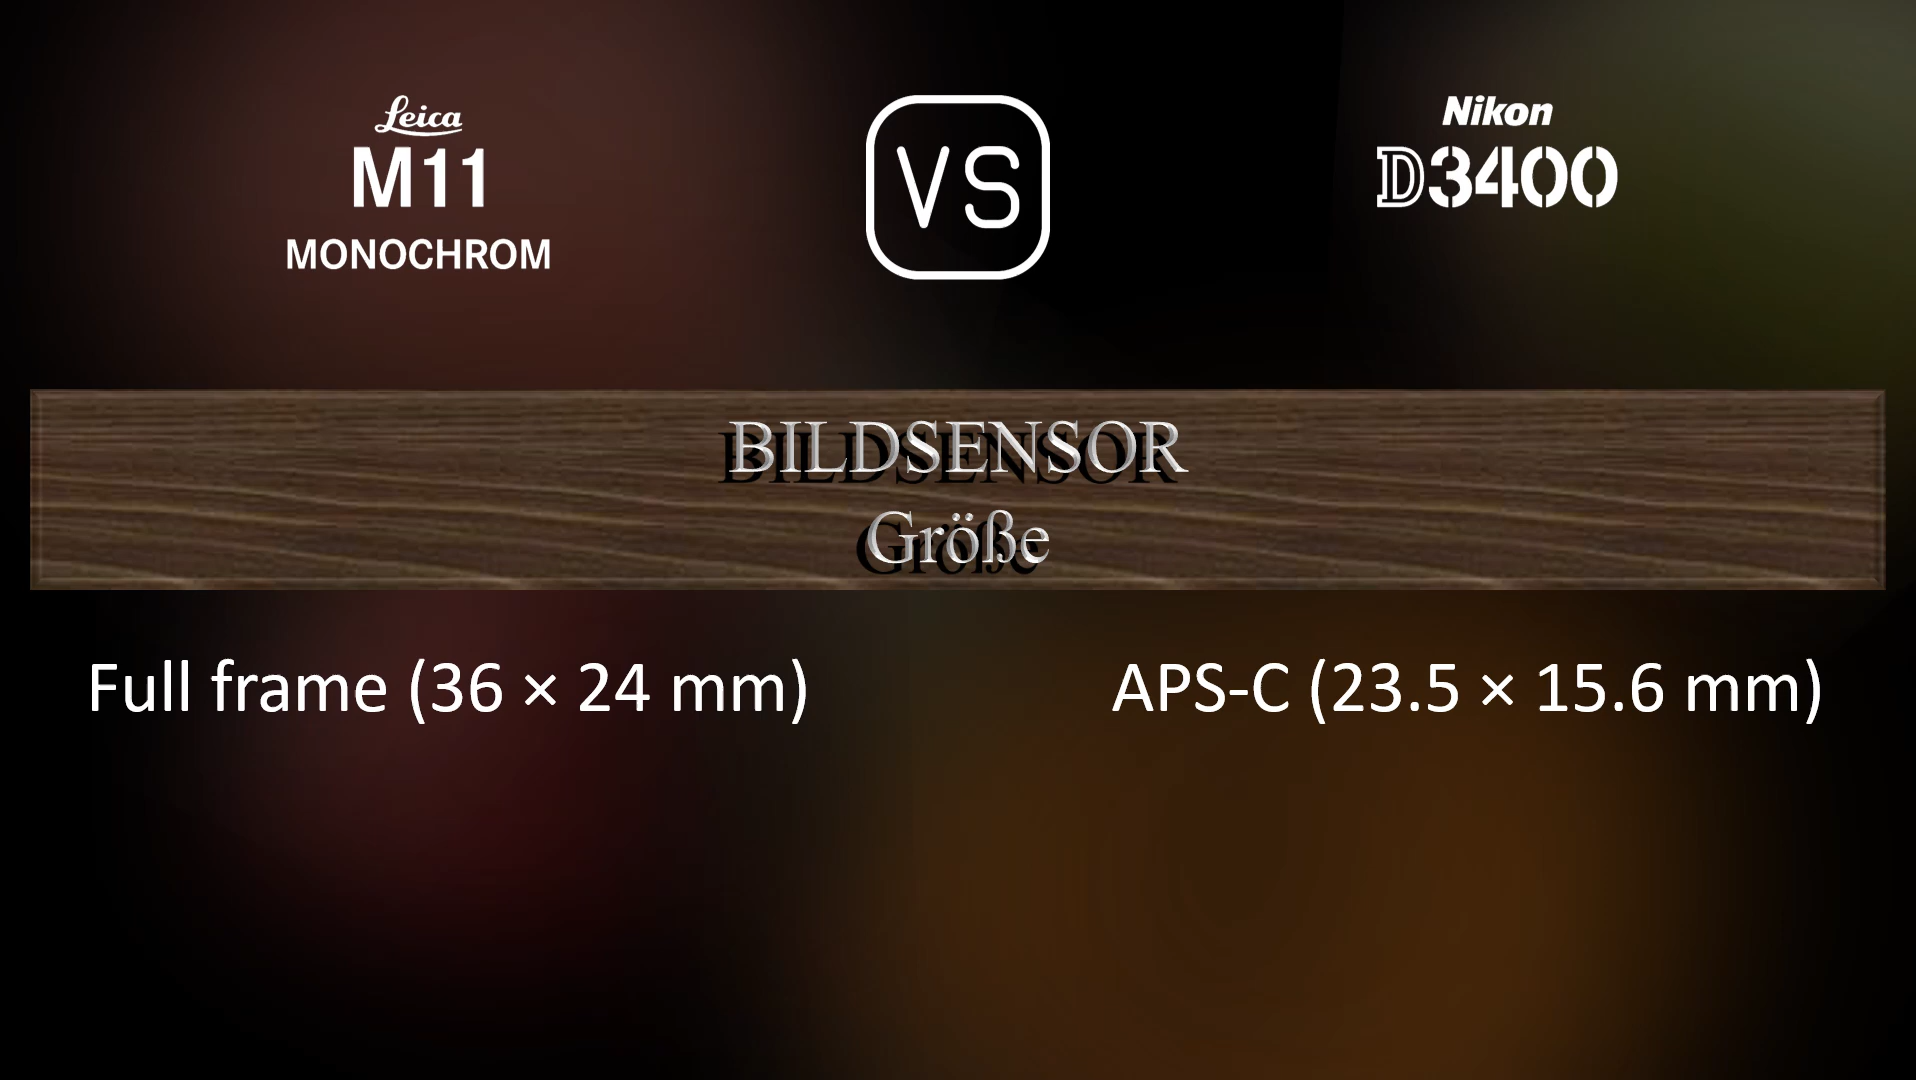 Leica
M11
MONOCHROM
VS
Nikon
D3400
BILDSENSOR
Größe
Full frame (36 × 24 mm)
APS-C (23.5 × 15.6 mm)